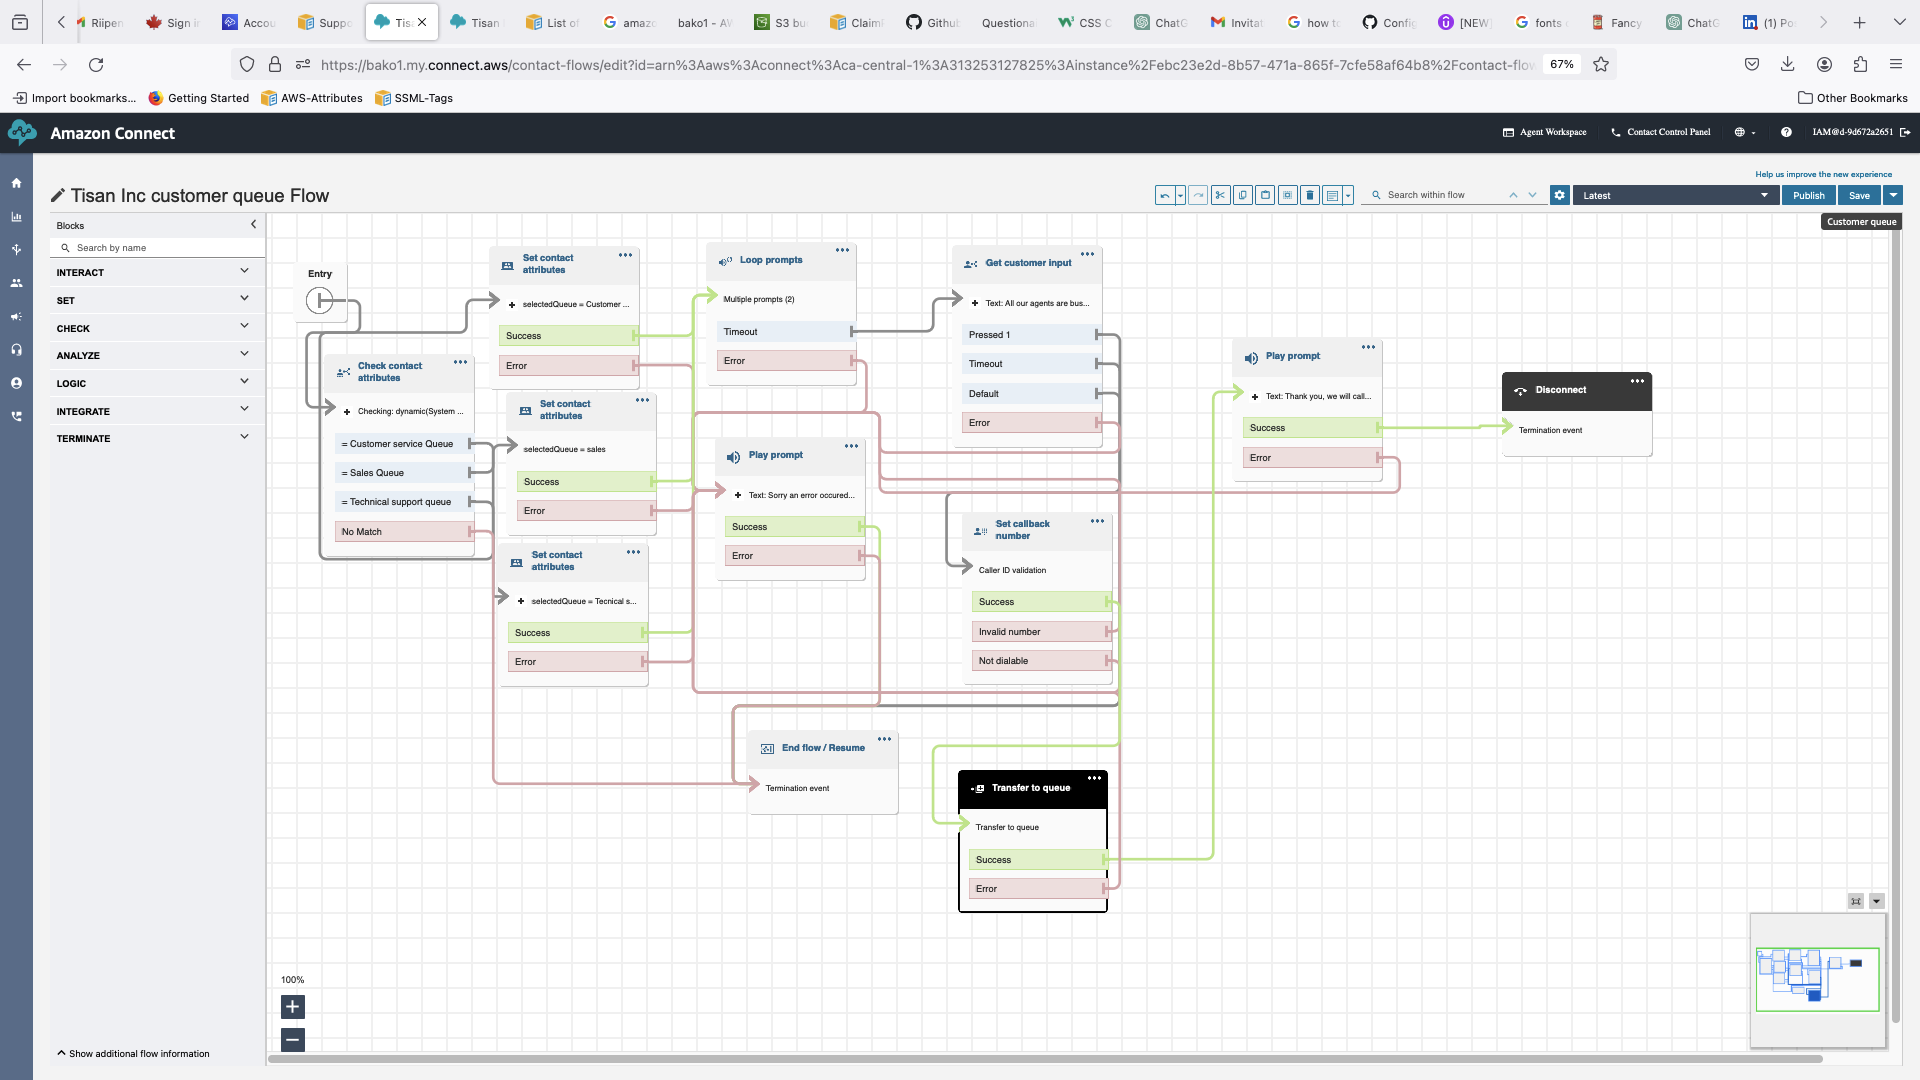 Riipen
Sign i
Accou
Suppo
Tisa
Tisan
List of
amazo
bako1 - AW
S3 bu
Claim
Github
Questiona
CSS C
ChatG
Invitat
how to
Config
[NEW]
fonts
Fancy
ChatG
(1) Po
https://bako1.my.connect.aws/contact-flows/edit?id=arn%3Aaws%3Aconnect%3Aca-central-1%3A313253127825%3Ainstance%2Febc23e2d-8b57-471a-865f-7cfe58af64b8%2Fcontact-flow
67%
Import bookmarks...
Getting Started
AWS-Attributes
SSML-Tags
Other Bookmarks
Amazon Connect
Agent Workspace
Contact Control Panel
IAM@d-9d672a2651
Help us improve the new experience
Tisan Inc customer queue Flow
Search within flow
Latest
Publish
Save
Customer queue
Blocks
Search by name
INTERACT
SET
CHECK
ANALYZE
LOGIC
INTEGRATE
TERMINATE
Show additional flow information
Entry
Check contact
attributes
Checking: dynamic(System ...
= Customer service Queue
= Sales Queue
= Technical support queue
No Match
Set contact
attributes
selectedQueue = Customer ...
Success
Error
Set contact
attributes
selectedQueue = sales
Success
Error
Set contact
attributes
selectedQueue = Tecnical s...
Success
Error
Loop prompts
Multiple prompts (2)
Timeout
Error
Play prompt
Text: Sorry an error occured...
Success
Error
End flow / Resume
Termination event
Get customer input
Text: All our agents are bus...
Pressed 1
Timeout
Default
Error
Set callback
number
Caller ID validation
Success
Invalid number
Not dialable
Transfer to queue
Transfer to queue
Success
Error
Play prompt
Text: Thank you, we will call...
Success
Error
Disconnect
Termination event
100%